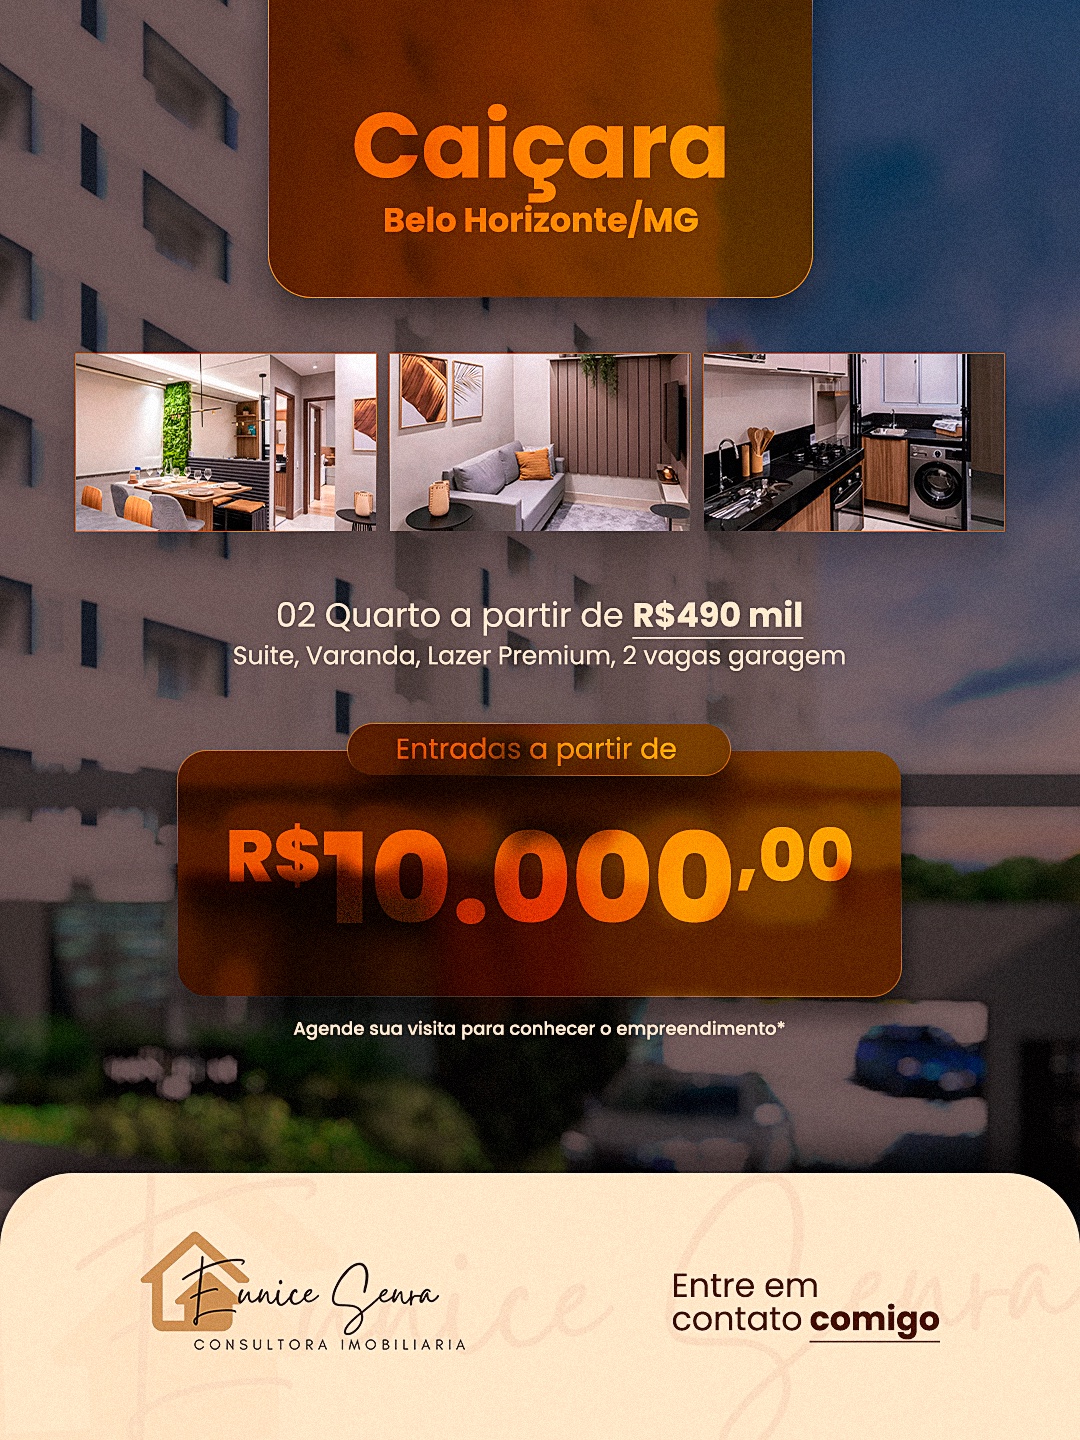 Caiçara
Belo Horizonte/MG
02 Quarto a partir de R$490 mil
Suite, Varanda, Lazer Premium, 2 vagas garagem
Entradas a partir de
R$10.000,00
Agende sua visita para conhecer o empreendimento*
Eunice Senra
CONSULTORA IMOBILIARIA
Entre em
contato comigo